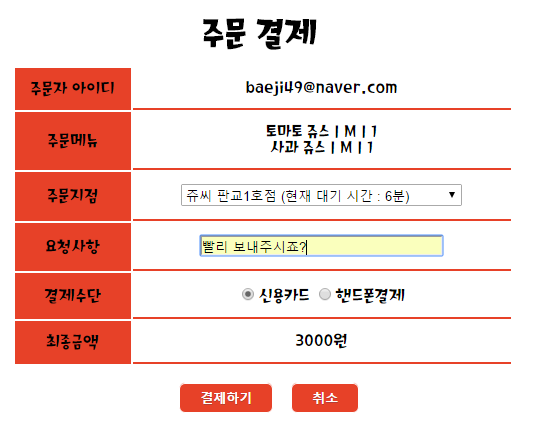 주문 결제
주문자 아이디 baeji49@naver.com
주문메뉴 토마토 쥬스 | M | 1
사과 쥬스 | M | 1
주문지점 쥬씨 판교1호점 (현재 대기 시간 : 6분)
요청사항 빨리 보내주시죠?
결제수단 신용카드 핸드폰결제
최종금액 3000원
결제하기 취소